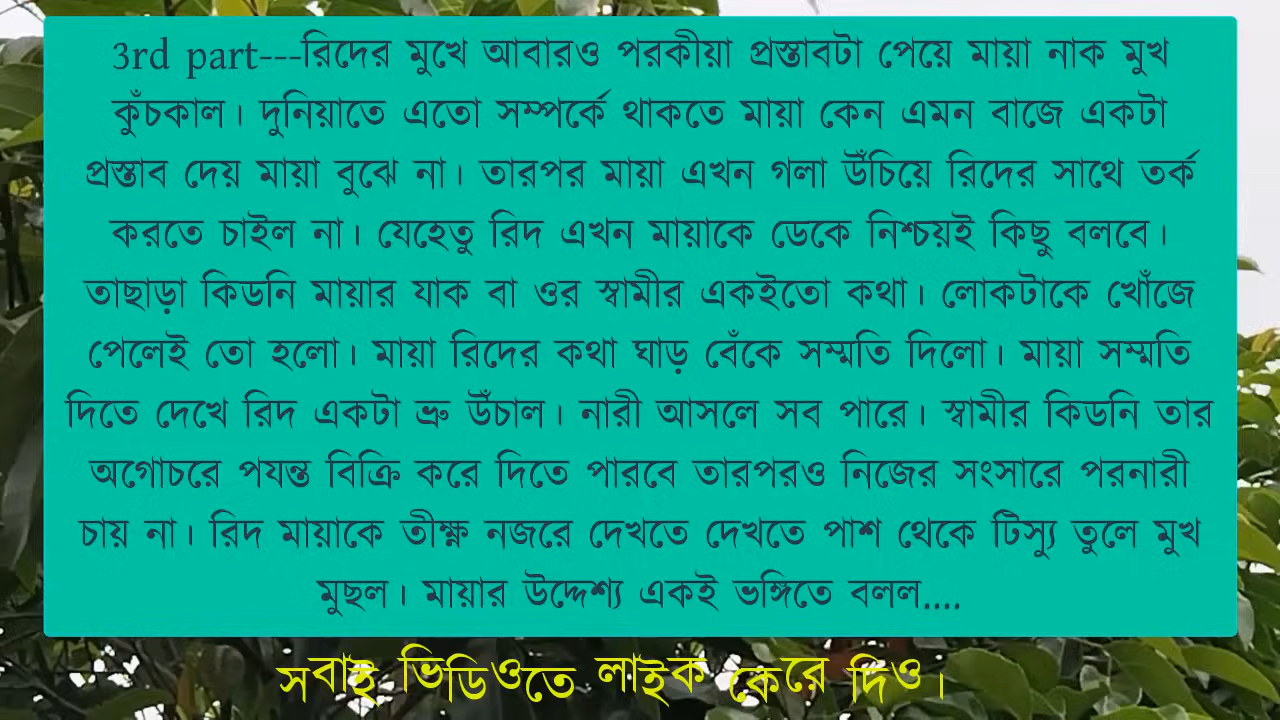 3rd part---রিদের মুখে আবারও পরকীয়া প্রস্তাবটা পেয়ে মায়া নাক মুখ
কুঁচকাল। দুনিয়াতে এতো সম্পর্কে থাকতে মায়া কেন এমন বাজে একটা
প্রস্তাব দেয় মায়া বুঝে না। তারপর মায়া এখন গলা উঁচিয়ে রিদের সাথে তর্ক
করতে চাইল না। যেহেতু রিদ এখন মায়াকে ডেকে নিশ্চয়ই কিছু বলবে।
তাছাড়া কিডনি মায়ার যাক বা ওর স্বামীর একইতো কথা। লোকটাকে খোঁজে
পেলেই তো হলো। মায়া রিদের কথা ঘাড় বেঁকে সম্মতি দিলো। মায়া সম্মতি
দিতে দেখে রিদ একটা ভ্রু উঁচাল। নারী আসলে সব পারে। স্বামীর কিডনি তার
অগোচরে পযন্ত বিক্রি করে দিতে পারবে তারপরও নিজের সংসারে পরনারী
চায় না। রিদ মায়াকে তীক্ষ্ণ নজরে দেখতে দেখতে পাশ থেকে টিস্যু তুলে মুখ
মুছল। মায়ার উদ্দেশ্য একই ভঙ্গিতে বলল....
সবাই ভিডিওতে লাইক কেরে দিও।